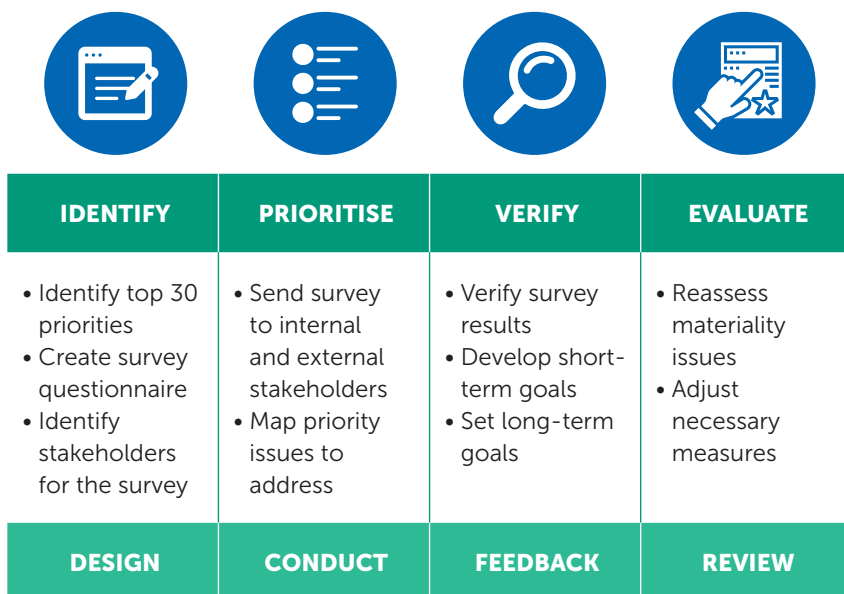 IDENTIFY
PRIORITISE
VERIFY
EVALUATE
• Identify top 30
priorities
• Create survey
questionnaire
• Identify
stakeholders
for the survey
• Send survey
to internal
and external
stakeholders
• Map priority
issues to
address
• Verify survey
results
• Develop short-
term goals
• Set long-term
goals
• Reassess
materiality
issues
• Adjust
necessary
measures
DESIGN
CONDUCT
FEEDBACK
REVIEW